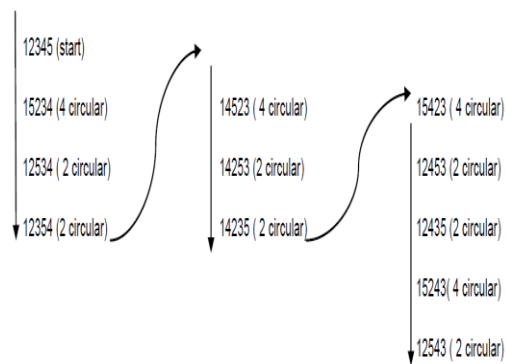 12345 (start)
15234 (4 circular)
12534 ( 2 circular)
12354 (2 circular)
14523 ( 4 circular)
14253 (2 circular)
14235 ( 2 circular)
15423 ( 4 circular)
12453 (2 circular)
12435 (2 circular)
15243( 4 circular)
12543 ( 2 circular)